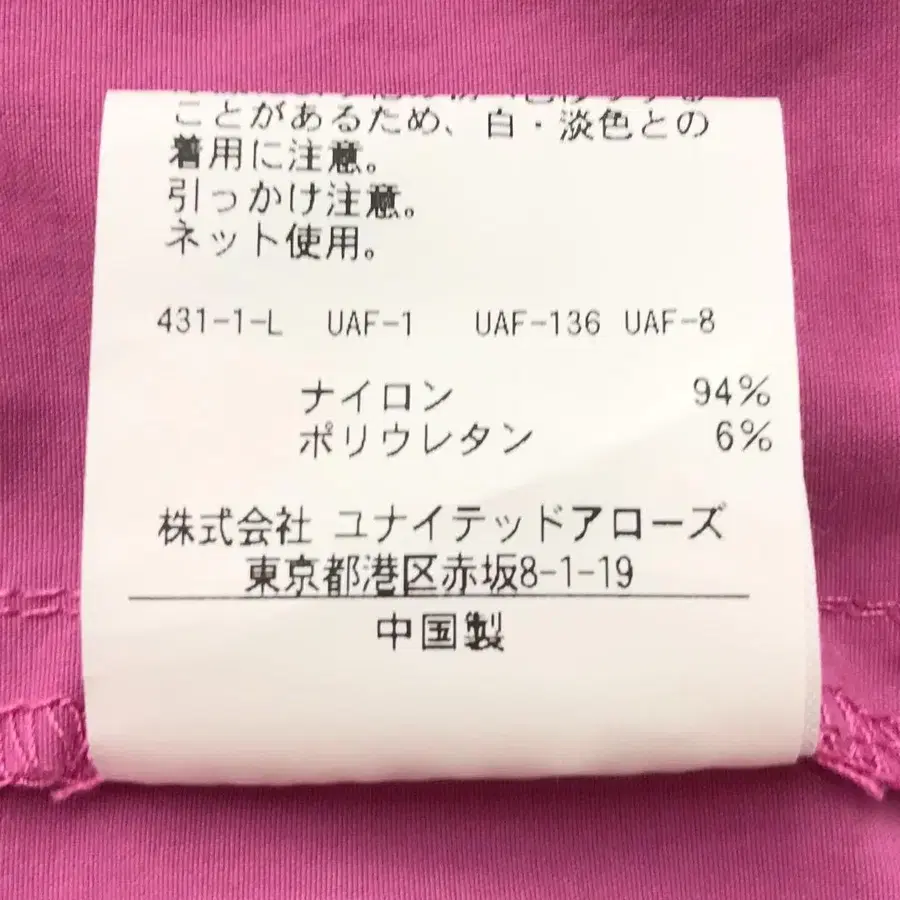 ことがあるため、白・淡色との
着用に注意。
引っかけ注意。
ネット使用。
431-1-L UAF-1 UAF-136 UAF-8
ナイロン 94%
ポリウレタン 6%
株式会社 ユナイテッドアローズ
東京都港区赤坂8-1-19
中国製